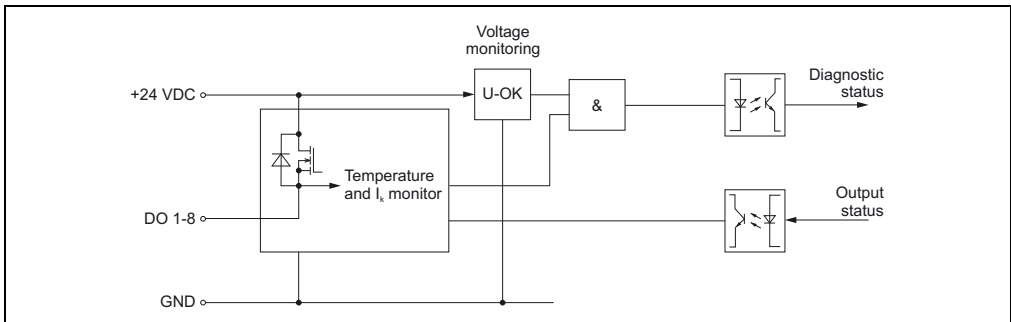 Voltage
monitoring
+24 VDC
U-OK
&
Diagnostic
status
Temperature
and Iₖ monitor
DO 1-8
Output
status
GND